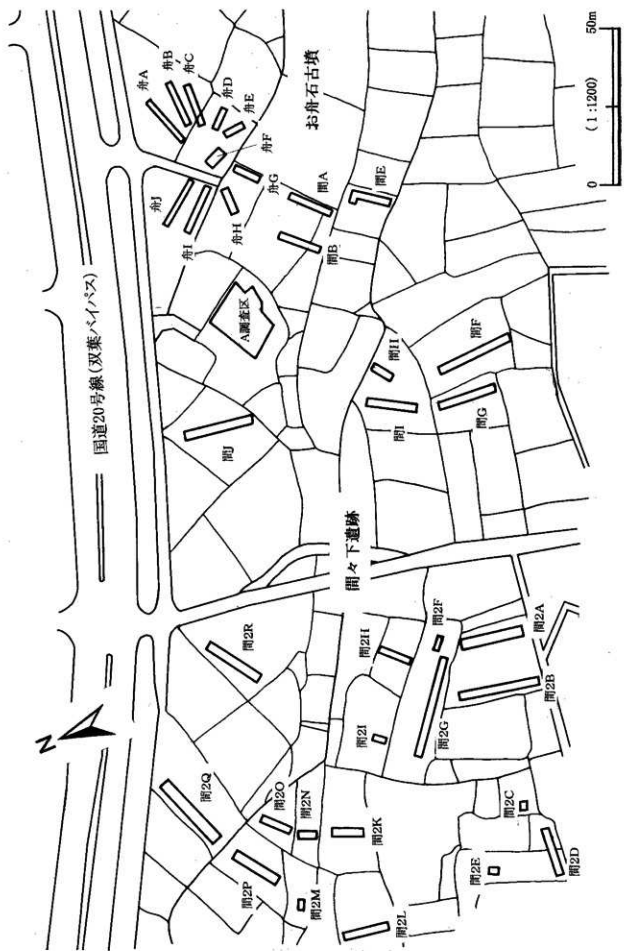 国道20号線(双葉バイパス)
舟A
舟B
舟C
舟D
舟E
舟F
舟G
舟H
舟I
舟J
お舟石古墳
間A
間B
間E
A調査区
間F
間G
間H
間I
間J
間々下遺跡
間2A
間2B
間2C
間2D
間2E
間2F
間2G
間2H
間2I
間2K
間2L
間2M
間2N
間2O
間2P
間2Q
間2R
N
0
(1:1200)
50m